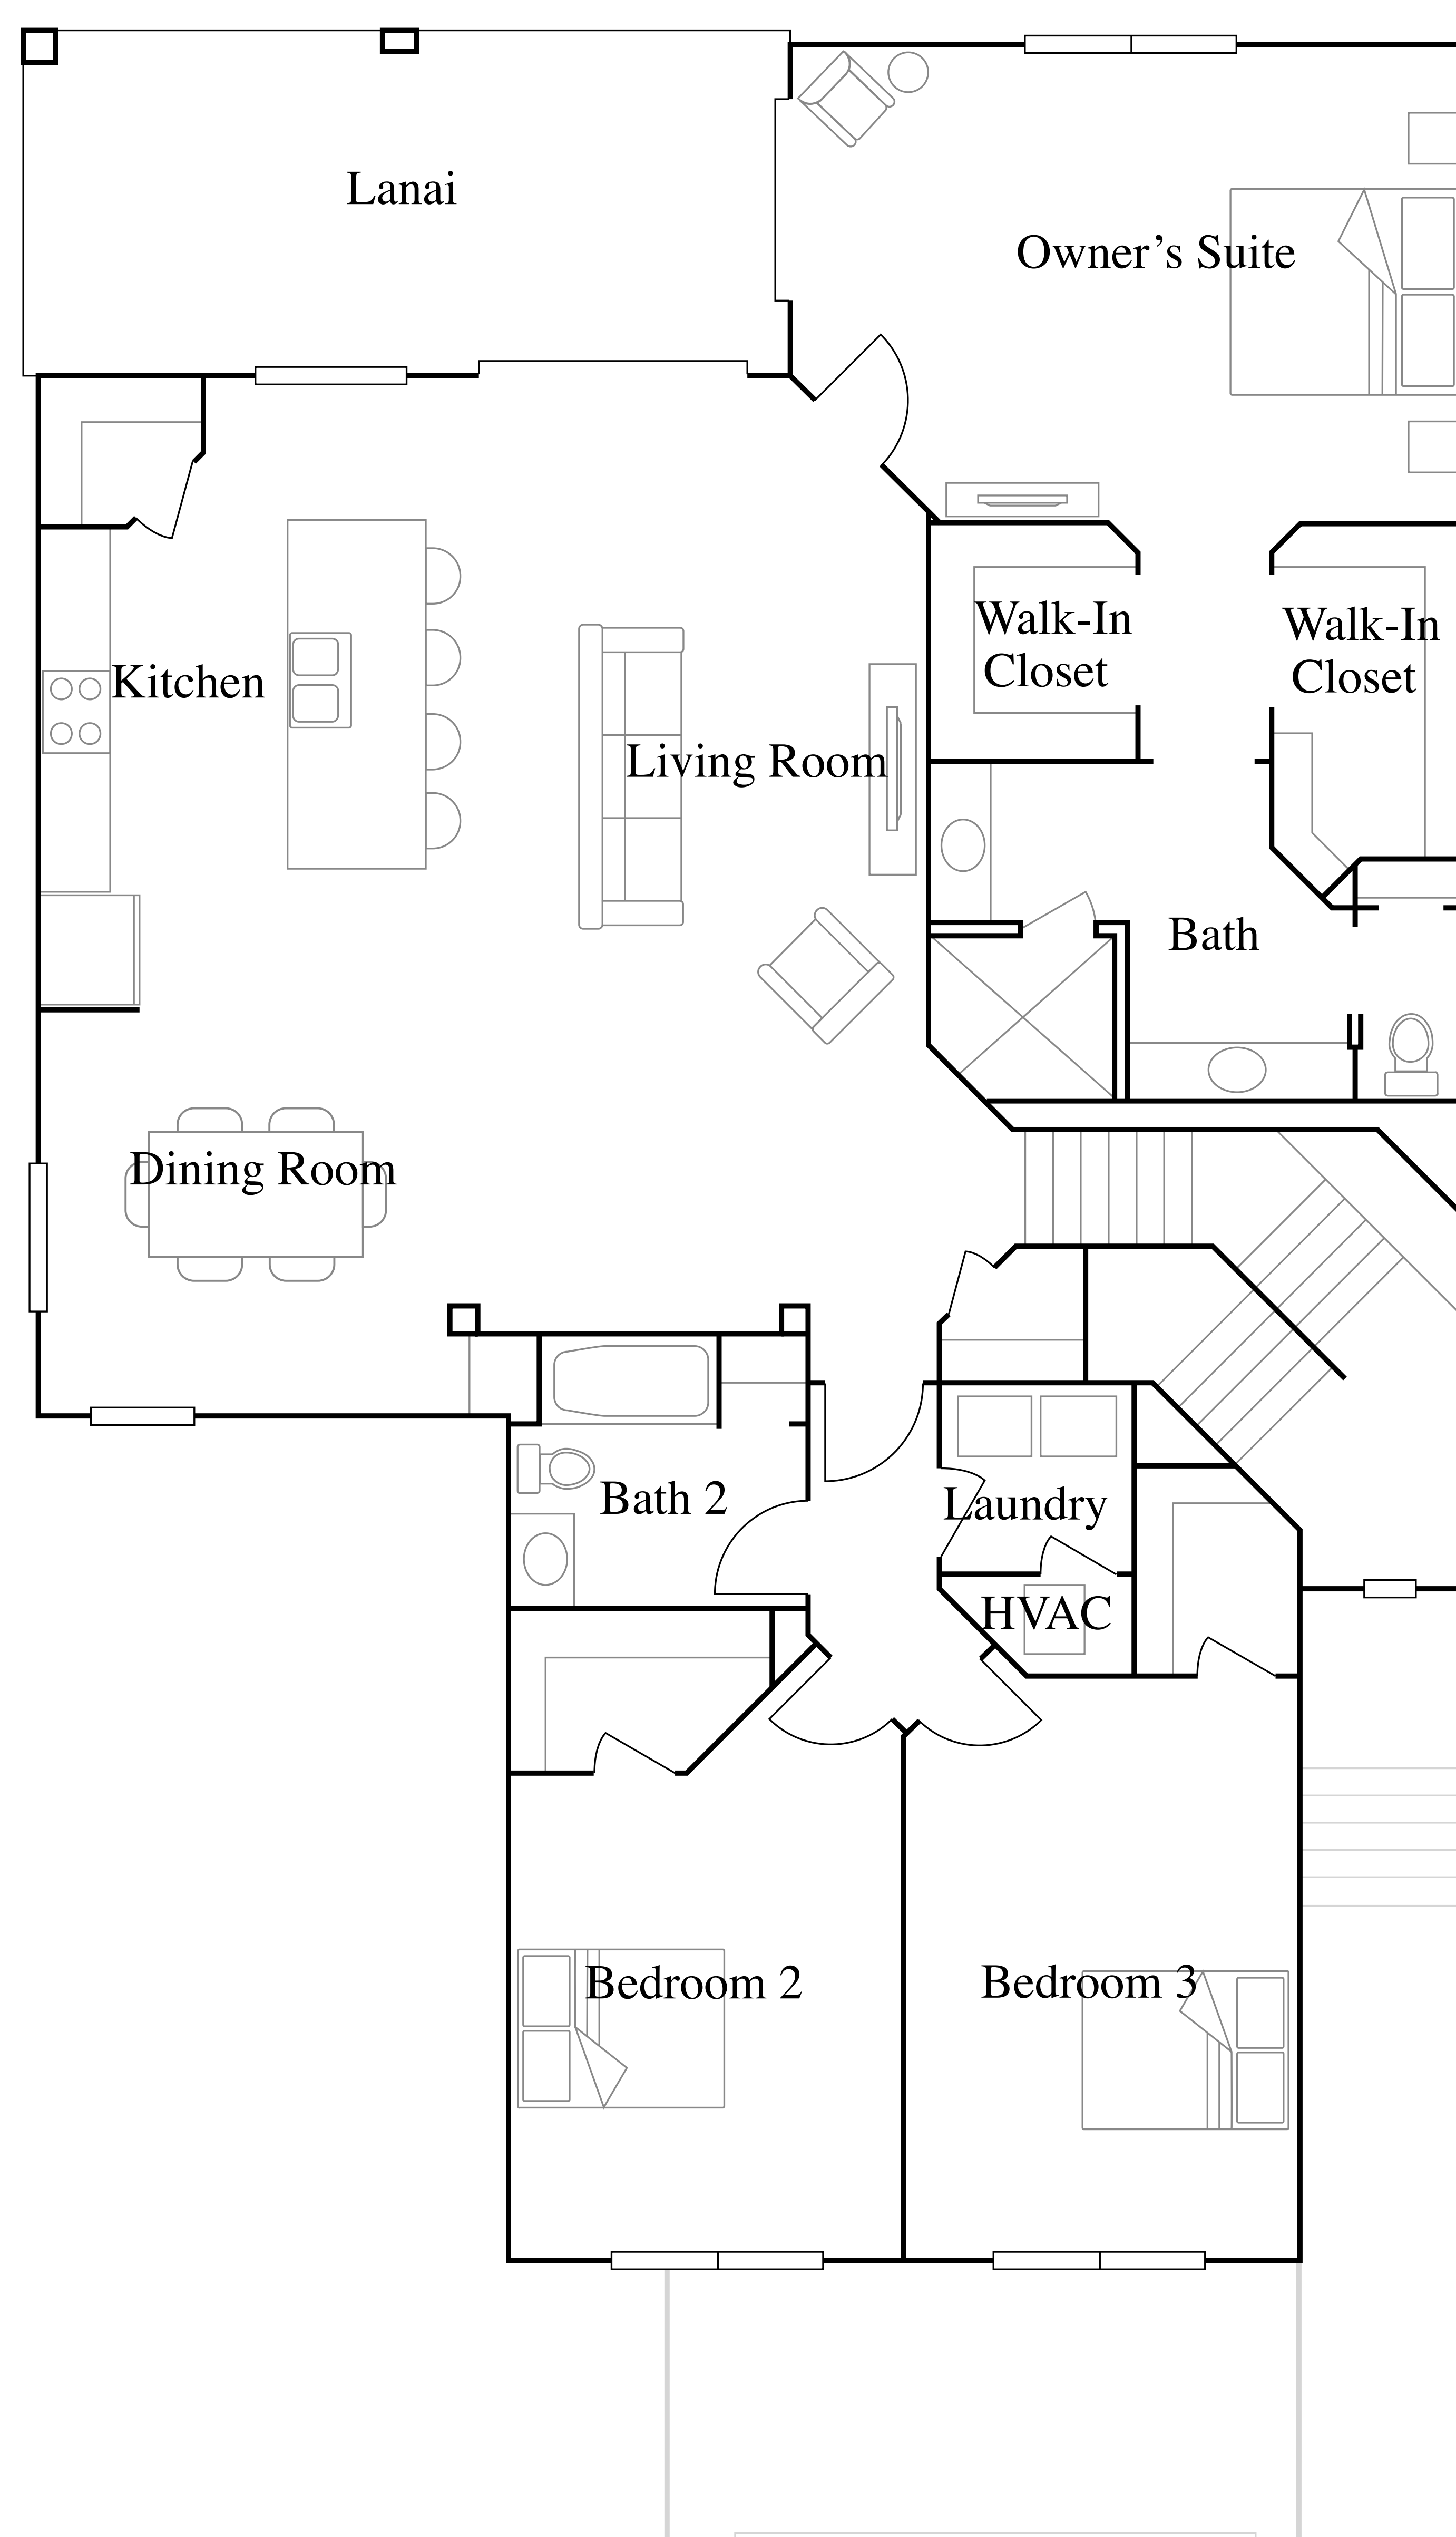 Lanai
Owner’s Suite
Walk-In
Closet
Walk-In
Closet
Kitchen
Living Room
Bath
Dining Room
Bath 2
Laundry
HVAC
Bedroom 2
Bedroom 3